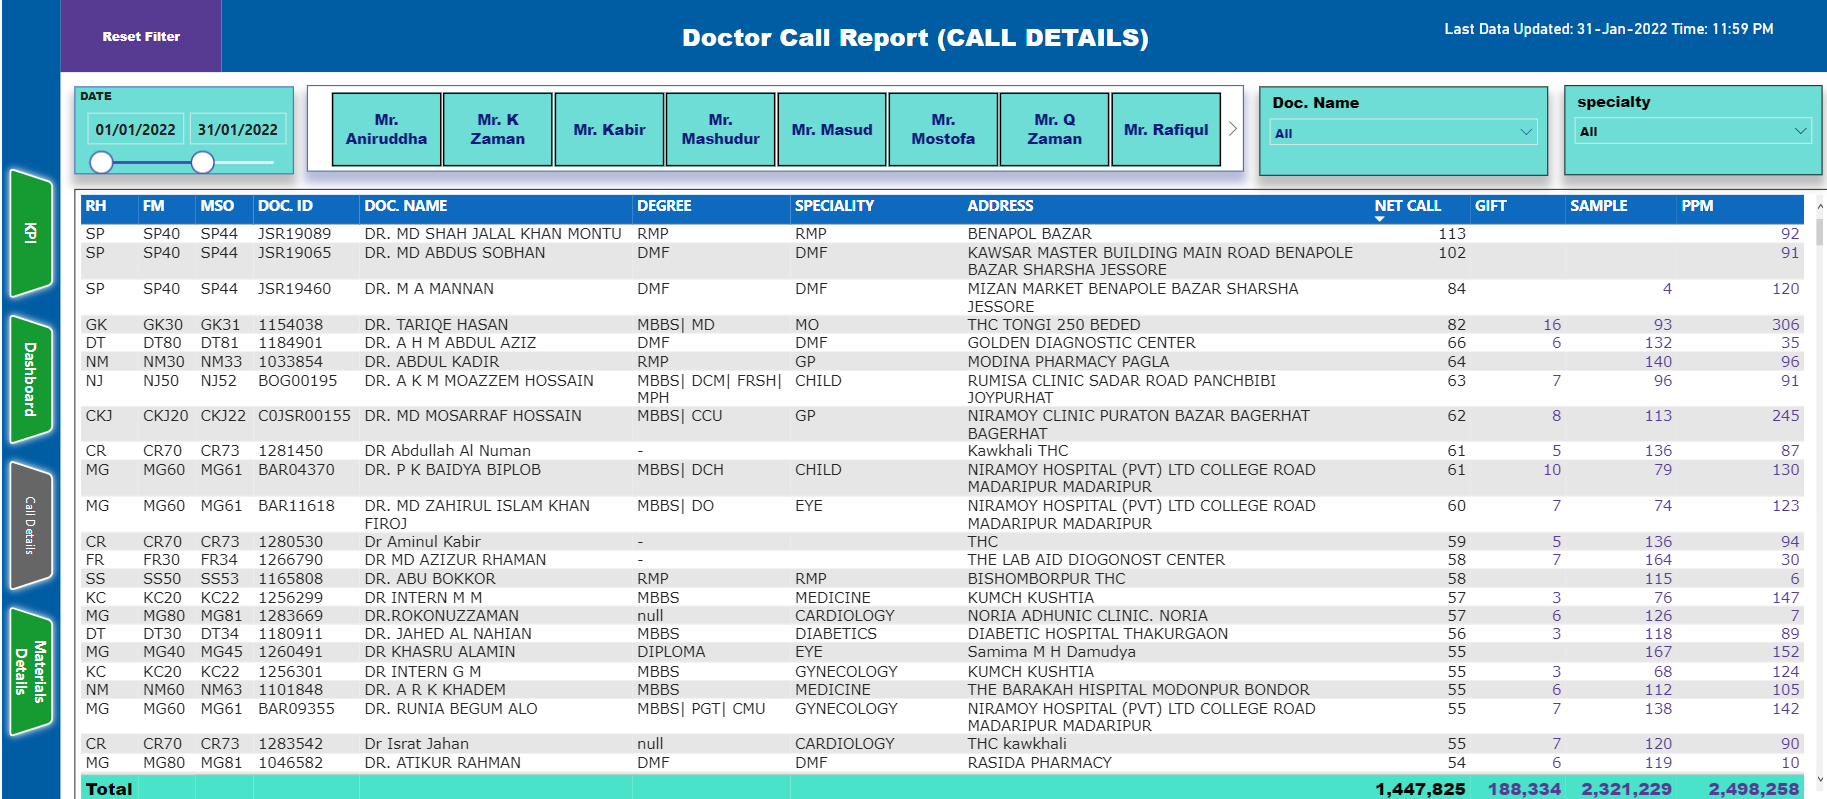 Reset Filter
Doctor Call Report (CALL DETAILS)
Last Data Updated: 31-Jan-2022 Time: 11:59 PM
DATE
01/01/2022 31/01/2022
Mr. Aniruddha
Mr. K Zaman
Mr. Kabir
Mr. Mashudur
Mr. Masud
Mr. Mostofa
Mr. Q Zaman
Mr. Rafiqul
Doc. Name
All
specialty
All
KPI
Dashboard
Call Details
Materials Details
RH FM MSO DOC. ID DOC. NAME DEGREE SPECIALITY ADDRESS NET CALL GIFT SAMPLE PPM
SP SP40 SP44 JSR19089 DR. MD SHAH JALAL KHAN MONTU RMP RMP BENAPOL BAZAR 113 92
SP SP40 SP44 JSR19065 DR. MD ABDUS SOBHAN DMF DMF KAWSAR MASTER BUILDING MAIN ROAD BENAPOLE 102 91
BAZAR SHARSHA JESSORE
SP SP40 SP44 JSR19460 DR. M A MANNAN DMF DMF MIZAN MARKET BENAPOLE BAZAR SHARSHA 84 4 120
JESSORE
GK GK30 GK31 1154038 DR. TARIQE HASAN MBBS| MD MO THC TONGI 250 BEDED 82 16 93 306
DT DT80 DT81 1184901 DR. A H M ABDUL AZIZ DMF DMF GOLDEN DIAGNOSTIC CENTER 66 6 132 35
NM NM30 NM33 1033854 DR. ABDUL KADIR RMP GP MODINA PHARMACY PAGLA 64 140 96
NJ NJ50 NJ52 BOG00195 DR. A K M MOAZZEM HOSSAIN MBBS| DCM| FRSH| CHILD RUMISA CLINIC SADAR ROAD PANCHBIBI 63 7 96 91
MPH JOYPURHAT
CKJ CKJ20 CKJ22 C0JSR00155 DR. MD MOSARRAF HOSSAIN MBBS| CCU GP NIRAMOY CLINIC PURATON BAZAR BAGERHAT 62 8 113 245
BAGERHAT
CR CR70 CR73 1281450 DR Abdullah Al Numan - Kawkhali THC 61 5 136 87
MG MG60 MG61 BAR04370 DR. P K BAIDYA BIPLOB MBBS| DCH CHILD NIRAMOY HOSPITAL (PVT) LTD COLLEGE ROAD 61 10 79 130
MADARIPUR MADARIPUR
MG MG60 MG61 BAR11618 DR. MD ZAHIRUL ISLAM KHAN MBBS| DO EYE NIRAMOY HOSPITAL (PVT) LTD COLLEGE ROAD 60 7 74 123
FIROJ MADARIPUR MADARIPUR
CR CR70 CR73 1280530 Dr Aminul Kabir - THC 59 5 136 94
FR FR30 FR34 1266790 DR MD AZIZUR RHAMAN - THE LAB AID DIOGONOST CENTER 58 7 164 30
SS SS50 SS53 1165808 DR. ABU BOKKOR RMP RMP BISHOMBORPUR THC 58 115 6
KC KC20 KC22 1256299 DR INTERN M M MBBS MEDICINE KUMCH KUSHTIA 57 3 76 147
MG MG80 MG81 1283669 DR.ROKONUZZAMAN null CARDIOLOGY NORIA ADHUNIC CLINIC. NORIA 57 6 126 7
DT DT30 DT34 1180911 DR. JAHED AL NAHIAN MBBS DIABETICS DIABETIC HOSPITAL THAKURGAON 56 3 118 89
MG MG40 MG45 1260491 DR KHASRU ALAMIN DIPLOMA EYE Samima M H Damudya 55 167 152
KC KC20 KC22 1256301 DR INTERN G M MBBS GYNECOLOGY KUMCH KUSHTIA 55 3 68 124
NM NM60 NM63 1101848 DR. A R K KHADEM MBBS MEDICINE THE BARAKAH HISPITAL MODONPUR BONDOR 55 6 112 105
MG MG60 MG61 BAR09355 DR. RUNIA BEGUM ALO MBBS| PGT| CMU GYNECOLOGY NIRAMOY HOSPITAL (PVT) LTD COLLEGE ROAD 55 7 138 142
MADARIPUR MADARIPUR
CR CR70 CR73 1283542 Dr Israt Jahan null CARDIOLOGY THC kawkhali 55 7 120 90
MG MG80 MG81 1046582 DR. ATIKUR RAHMAN DMF DMF RASIDA PHARMACY 54 6 119 10
Total 1,447,825 188,334 2,321,229 2,498,258